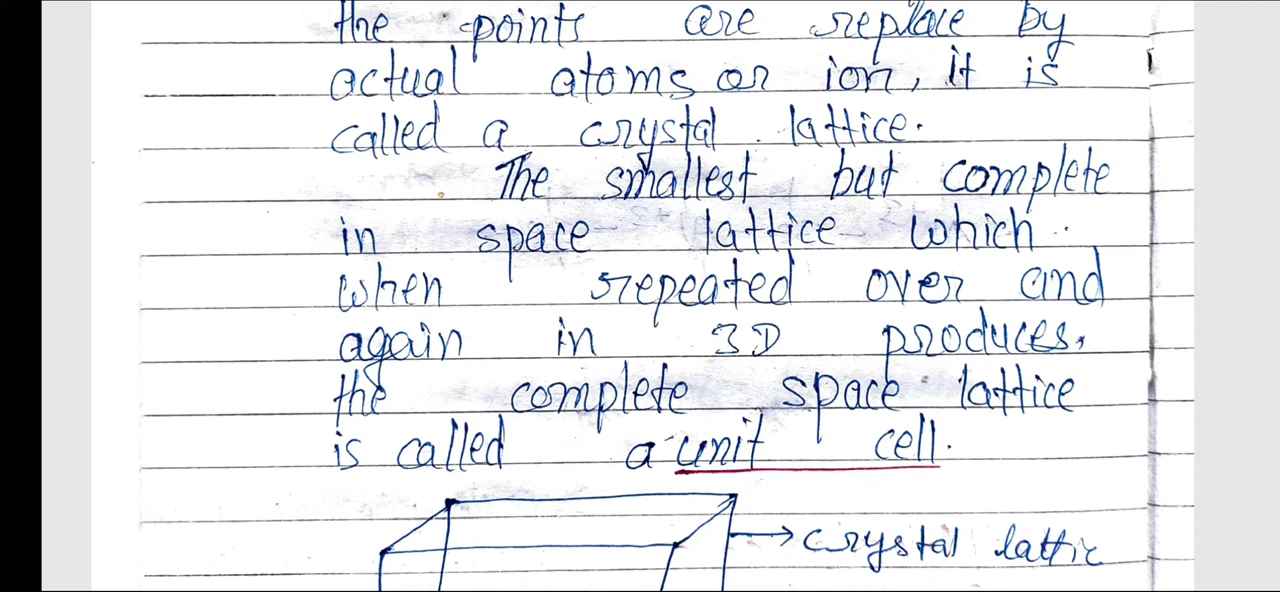 the points are replace by
actual atoms or ion, it is
called a crystal lattice.
The smallest but complete
in space lattice which
when repeated over and
again in 3D produces.
the complete space lattice
is called a unit cell.
→ crystal lattic